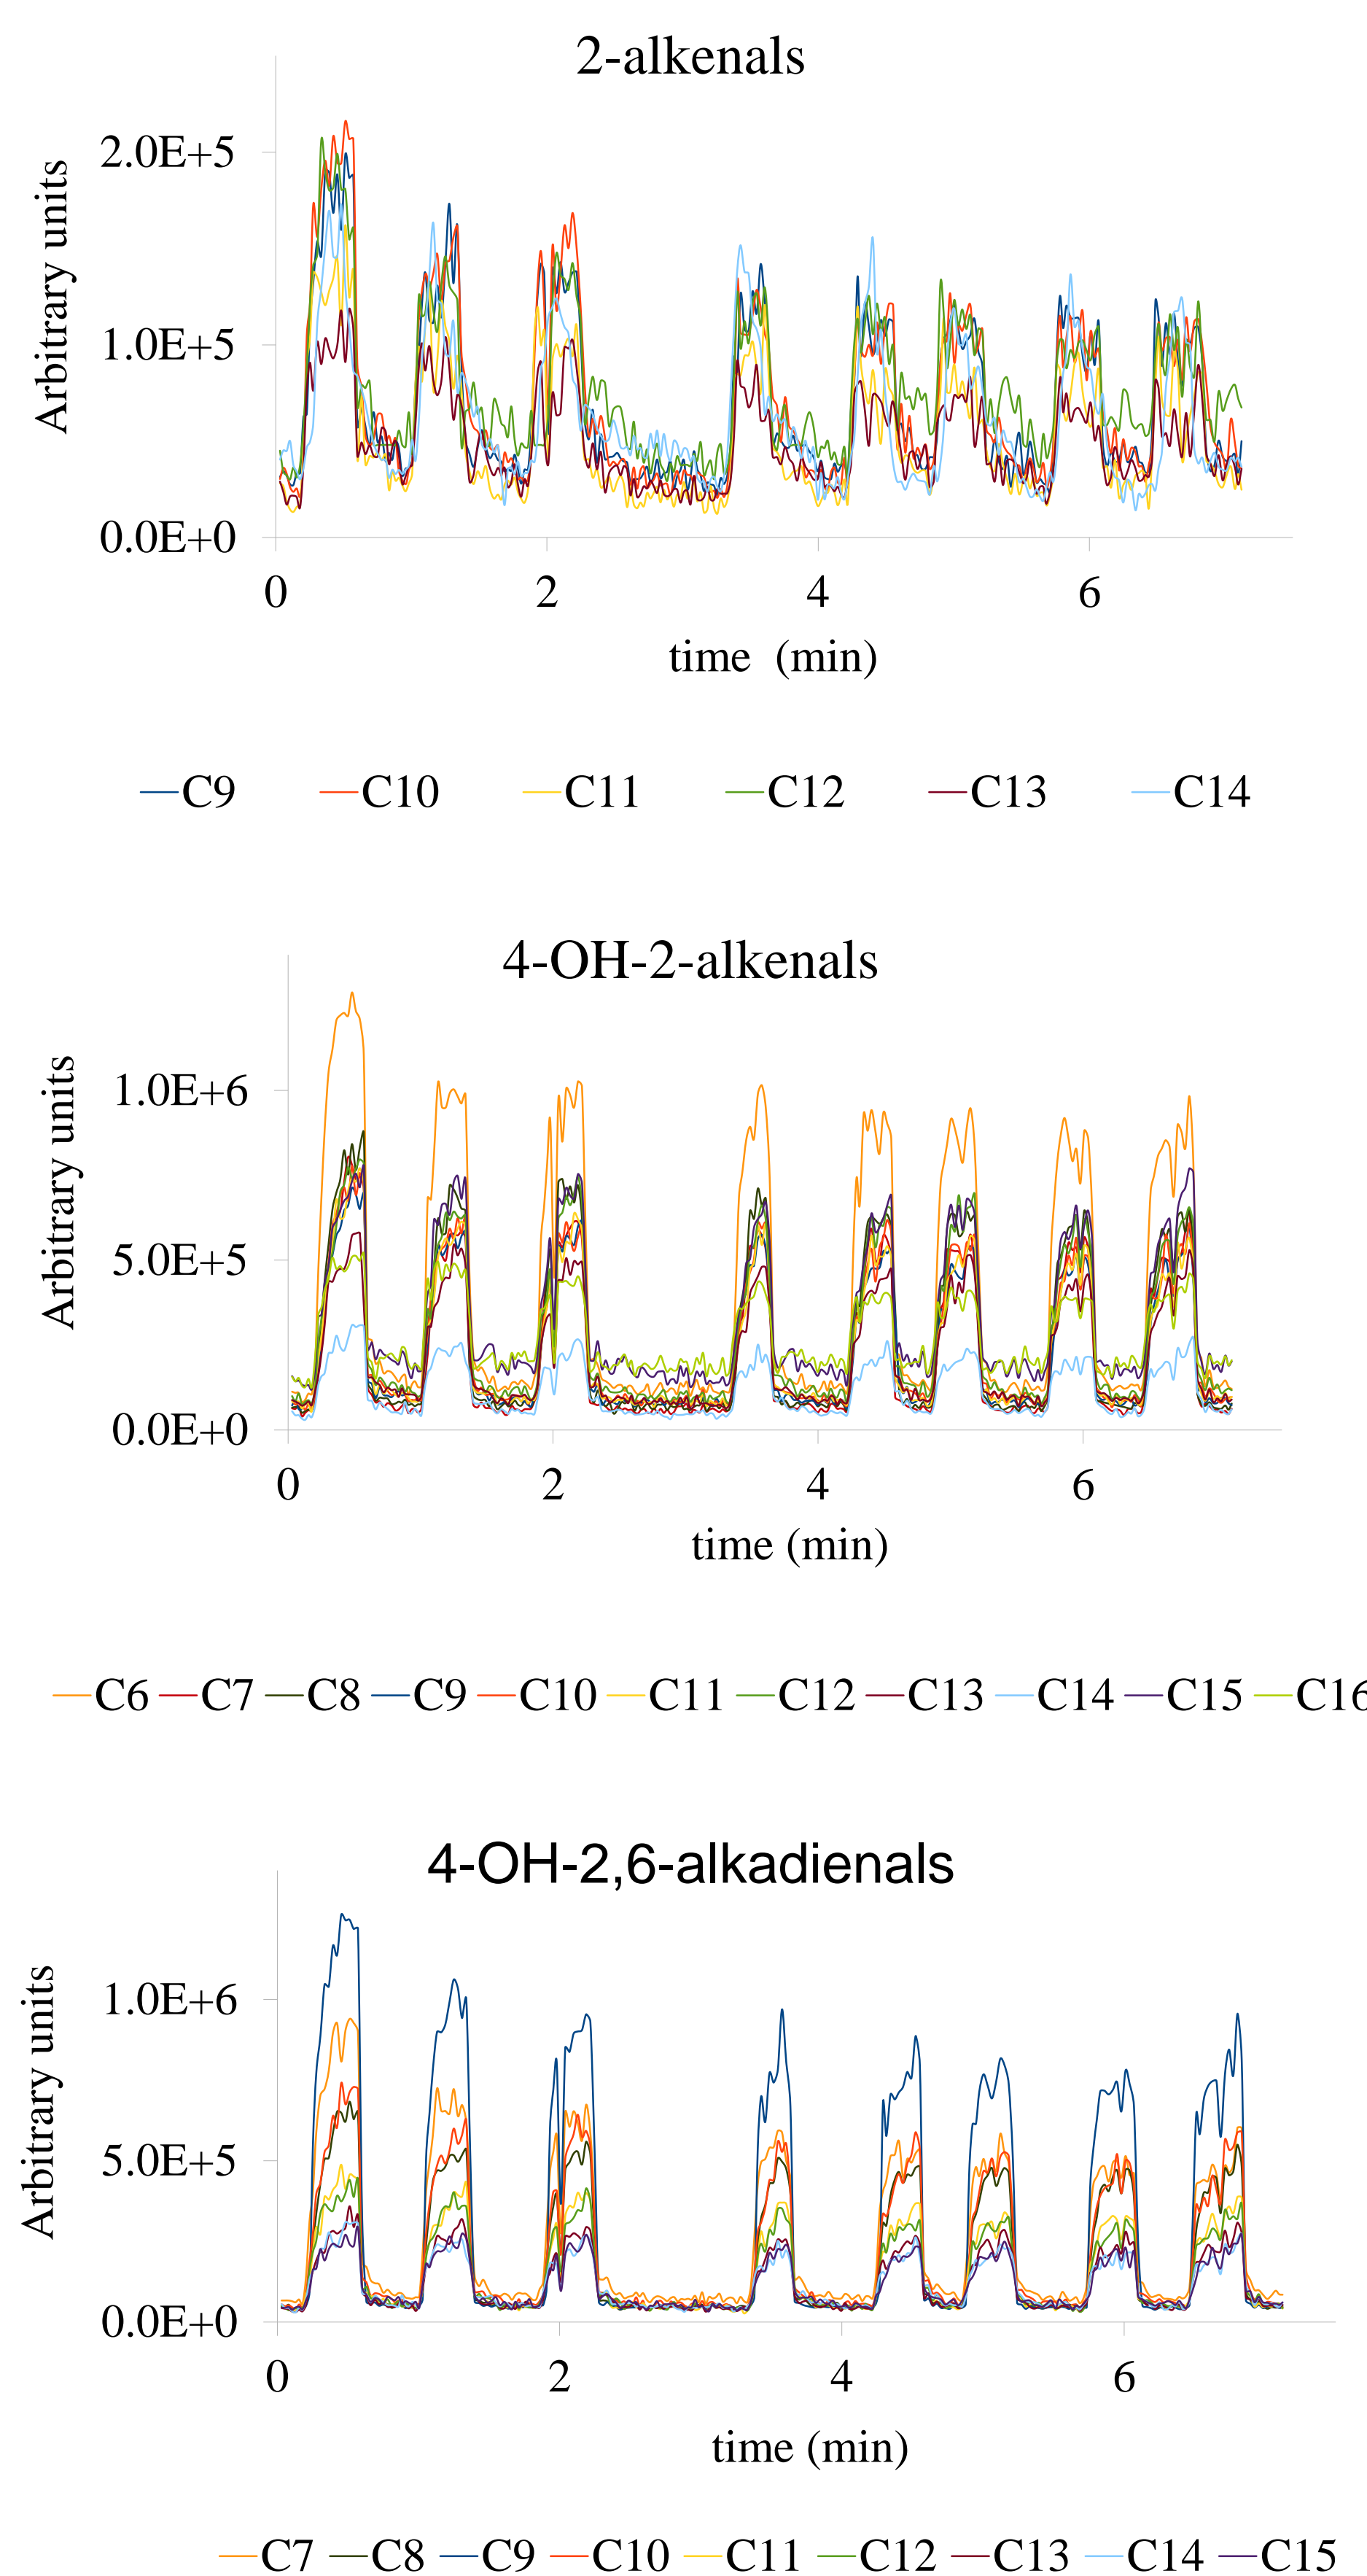 2-alkenals
2.0E+5
1.0E+5
0.0E+0
Arbitrary units
0 2 4 6
time (min)
C9 C10 C11 C12 C13 C14
4-OH-2-alkenals
1.0E+6
5.0E+5
0.0E+0
Arbitrary units
0 2 4 6
time (min)
C6 C7 C8 C9 C10 C11 C12 C13 C14 C15 C16
4-OH-2,6-alkadienals
1.0E+6
5.0E+5
0.0E+0
Arbitrary units
0 2 4 6
time (min)
C7 C8 C9 C10 C11 C12 C13 C14 C15